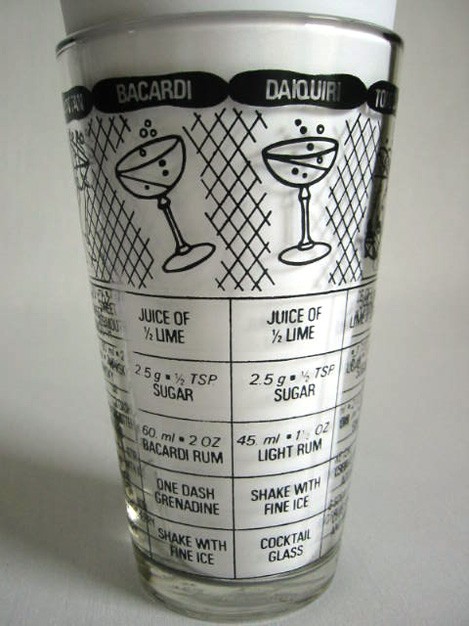 BACARDI
DAIQUIRI
JUICE OF
½ LIME
2.5 g • ½ TSP
SUGAR
60. ml • 2 OZ
BACARDI RUM
ONE DASH
GRENADINE
SHAKE WITH
FINE ICE
JUICE OF
½ LIME
2.5 g • ½ TSP
SUGAR
45. ml • 1½ OZ
LIGHT RUM
SHAKE WITH
FINE ICE
COCKTAIL
GLASS